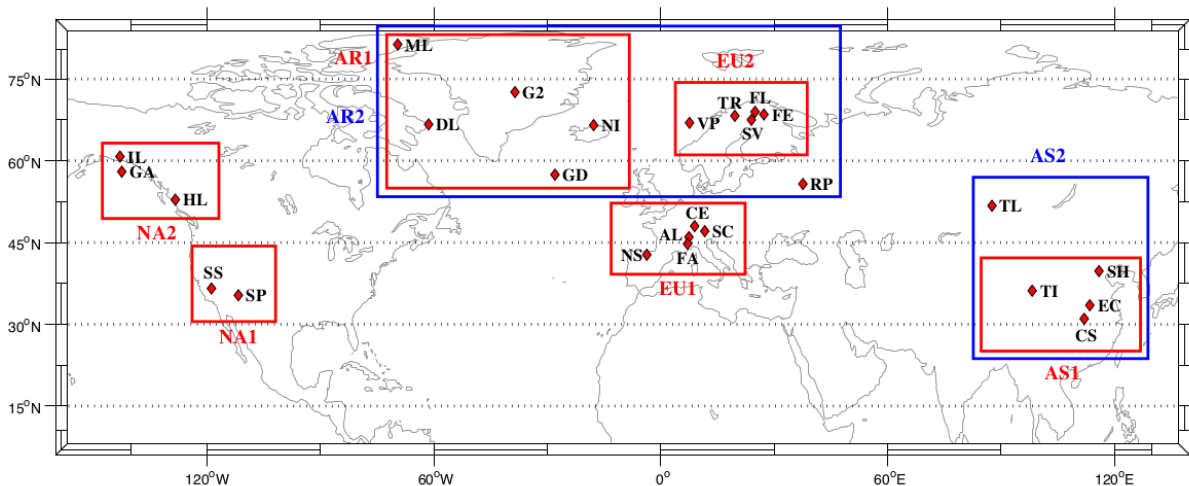 ML
AR1
EU2
75°N
G2
FL
TR
FE
AR2
DL
NI
VP
SV
60°N
IL
AS2
GA
GD
RP
HL
TL
CE
NA2
AL
SC
45°N
NS
FA
SS
SH
EU1
SP
TI
EC
30°N
NA1
CS
AS1
15°N
120°W
60°W
0°
60°E
120°E